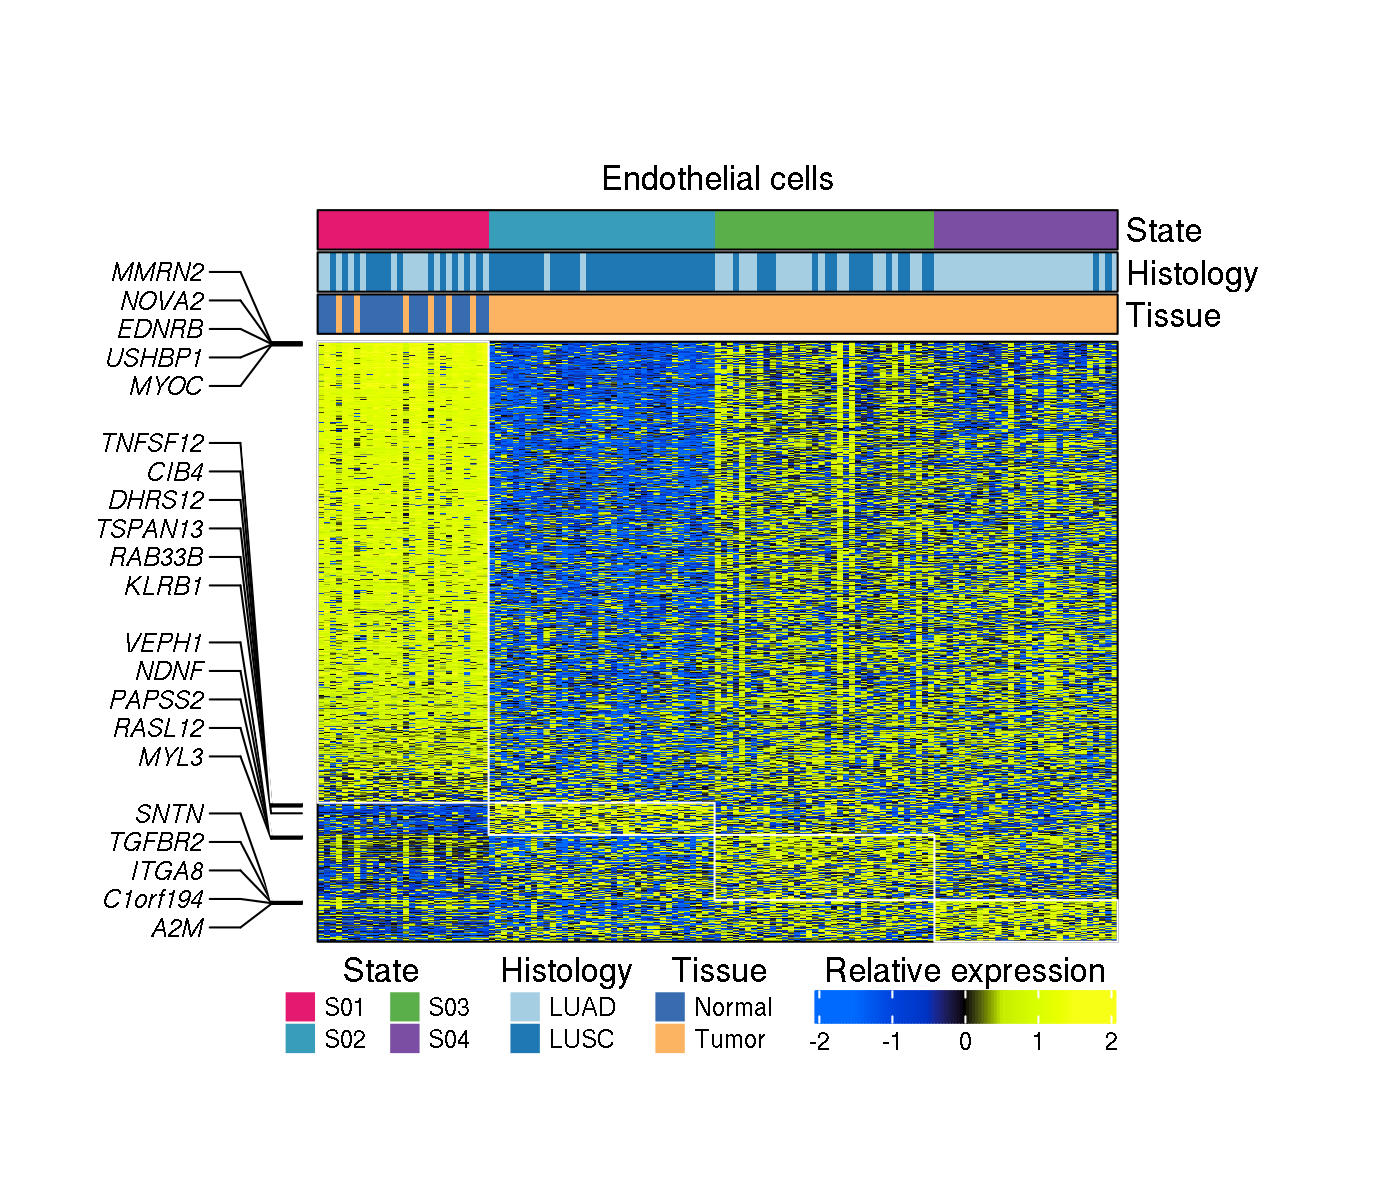 Endothelial cells
State
Histology
Tissue
MMRN2
NOVA2
EDNRB
USHBP1
MYOC
TNFSF12
CIB4
DHRS12
TSPAN13
RAB33B
KLRB1
VEPH1
NDNF
PAPSS2
RASL12
MYL3
SNTN
TGFBR2
ITGA8
C1orf194
A2M
State Histology Tissue Relative expression
S01 S03 LUAD Normal
S02 S04 LUSC Tumor
-2 -1 0 1 2